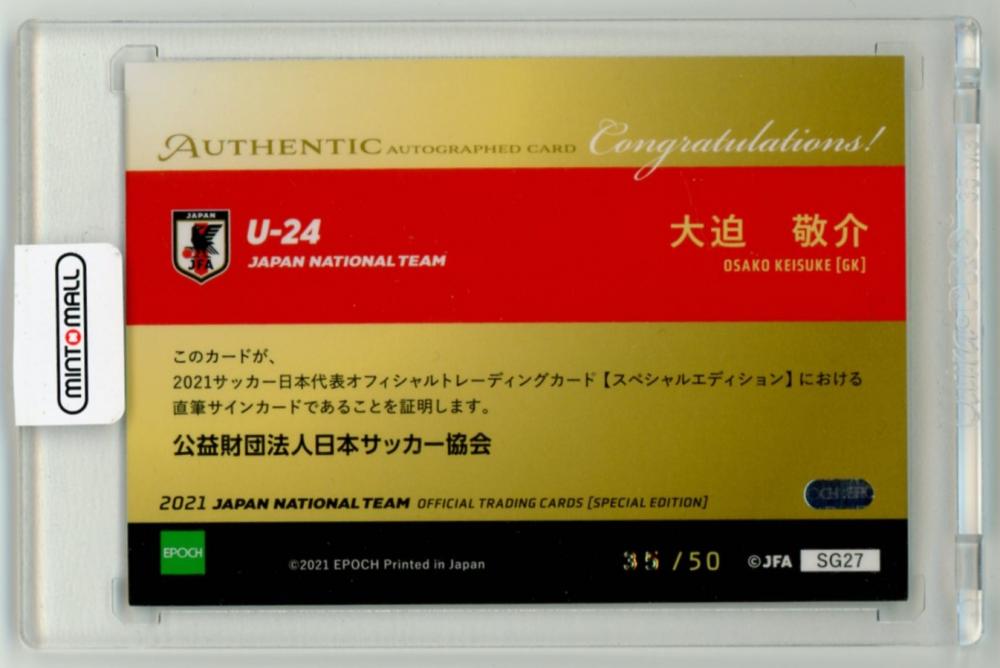 AUTHENTIC AUTOGRAPHED CARD Congratulations!
JAPAN
JFA
U-24
JAPAN NATIONAL TEAM
大迫 敬介
OSAKO KEISUKE [GK]
MINTOMALL
このカードが、
2021サッカー日本代表オフィシャルトレーディングカード【スペシャルエディション】における
直筆サインカードであることを証明します。
公益財団法人日本サッカー協会
2021 JAPAN NATIONAL TEAM OFFICIAL TRADING CARDS [SPECIAL EDITION]
EPOCH
©2021 EPOCH Printed in Japan
35/50
©JFA
SG27